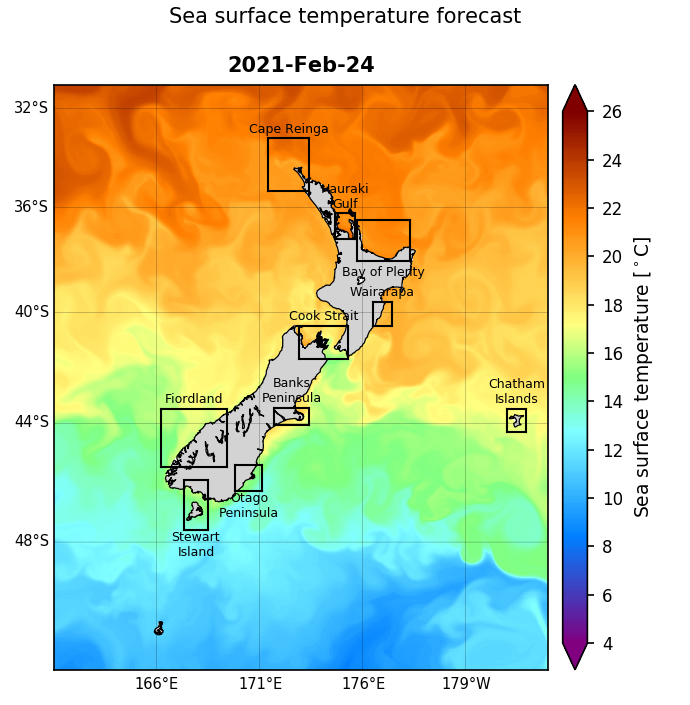 Sea surface temperature forecast
2021-Feb-24
32°S
36°S
40°S
44°S
48°S
Cape Reinga
Hauraki
Gulf
Bay of Plenty
Wairarapa
Cook Strait
Banks
Peninsula
Fiordland
Chatham
Islands
Otago
Peninsula
Stewart
Island
166°E
171°E
176°E
179°W
26
24
22
20
18
16
14
12
10
8
6
4
Sea surface temperature [°C]